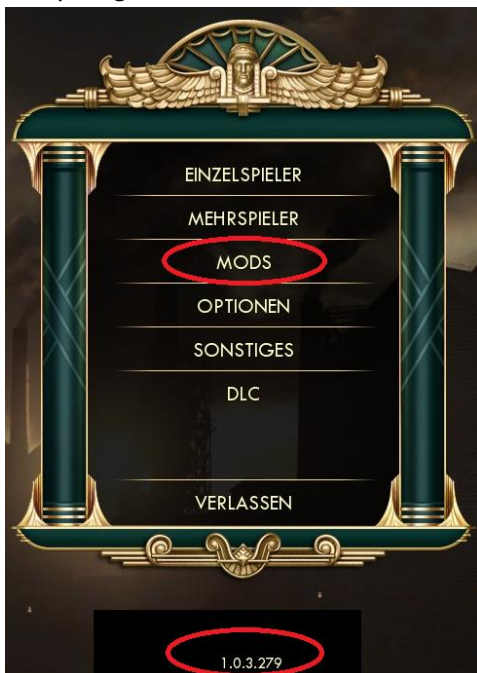 EINZELSPIELER
MEHRSPIELER
MODS
OPTIONEN
SONSTIGES
DLC
VERLASSEN
1.0.3.279